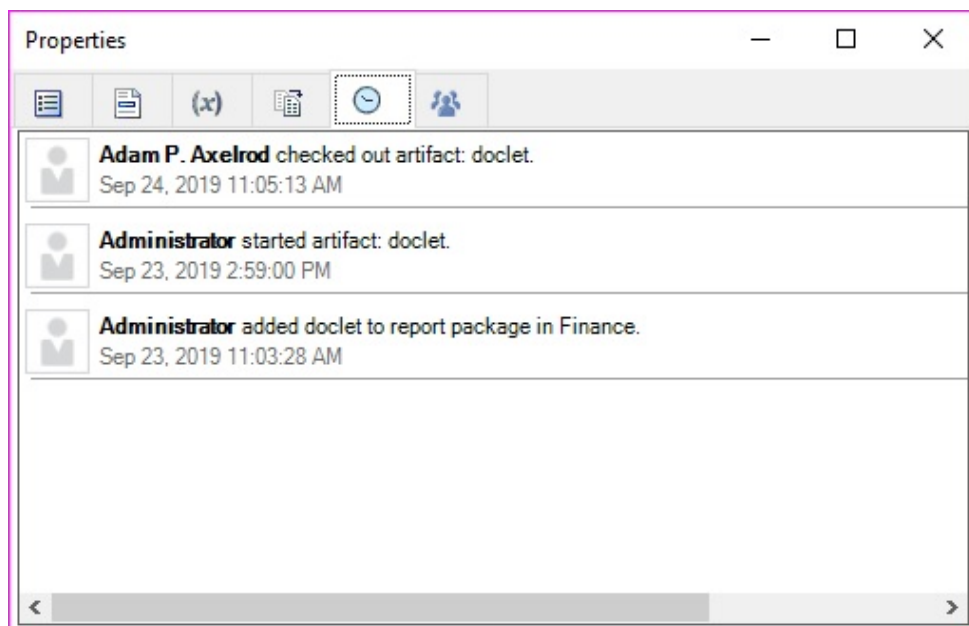 Properties
(x)
Adam P. Axelrod checked out artifact: doclet.
Sep 24, 2019 11:05:13 AM
Administrator started artifact: doclet.
Sep 23, 2019 2:59:00 PM
Administrator added doclet to report package in Finance.
Sep 23, 2019 11:03:28 AM